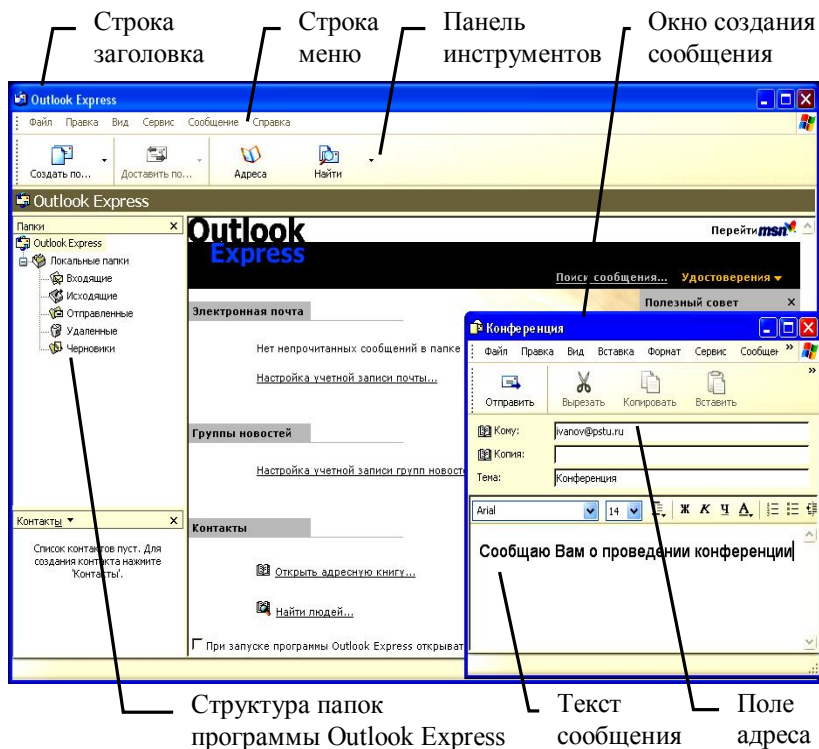 Строка заголовка
Строка меню
Панель инструментов
Окно создания сообщения
Outlook Express
Файл Правка Вид Сервис Сообщение Справка
Создать по... Доставить по... Адреса Найти
Outlook Express
Папки x
Outlook Express
Локальные папки
Входящие
Исходящие
Отправленные
Удаленные
Черновики
Контакты x
Список контактов пуст. Для
создания контакта нажмите
'Контакты'.
Outlook
Express
Перейти msn
Поиск сообщения... Удостоверения
Полезный совет x
Электронная почта
Нет непрочитанных сообщений в папке
Настройка учетной записи почты...
Группы новостей
Настройка учетной записи групп новосте
Контакты
Открыть адресную книгу...
Найти людей...
При запуске программы Outlook Express открыват
Конференция
Файл Правка Вид Вставка Формат Сервис Сообщен »
Отправить Вырезать Копировать Вставить »
Кому: ivanov@pstu.ru
Копия:
Тема: Конференция
Arial 14 Ж К Ч A
Сообщаю Вам о проведении конференции
Структура папок
программы Outlook Express
Текст
сообщения
Поле
адреса